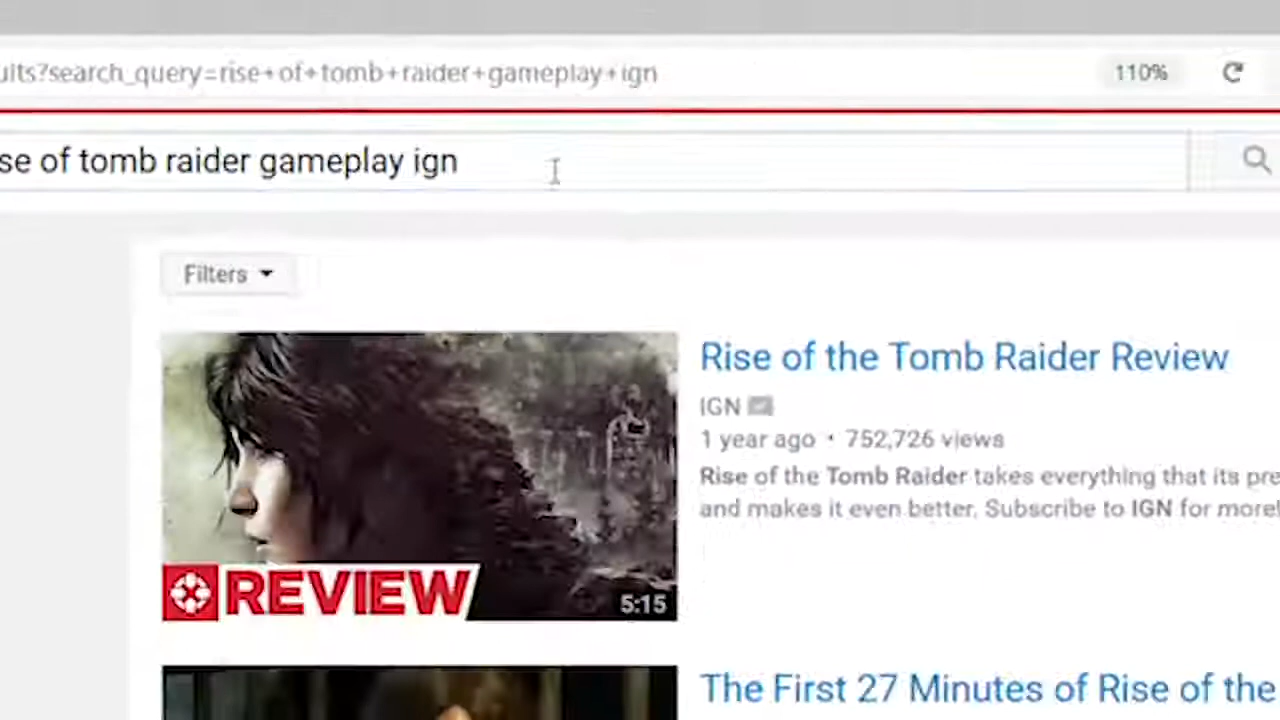 ults?search_query=rise+of+tomb+raider+gameplay+ign
110%
se of tomb raider gameplay ign
Filters
Rise of the Tomb Raider Review
IGN
1 year ago • 752,726 views
Rise of the Tomb Raider takes everything that its pre
and makes it even better. Subscribe to IGN for more!
REVIEW
5:15
The First 27 Minutes of Rise of the